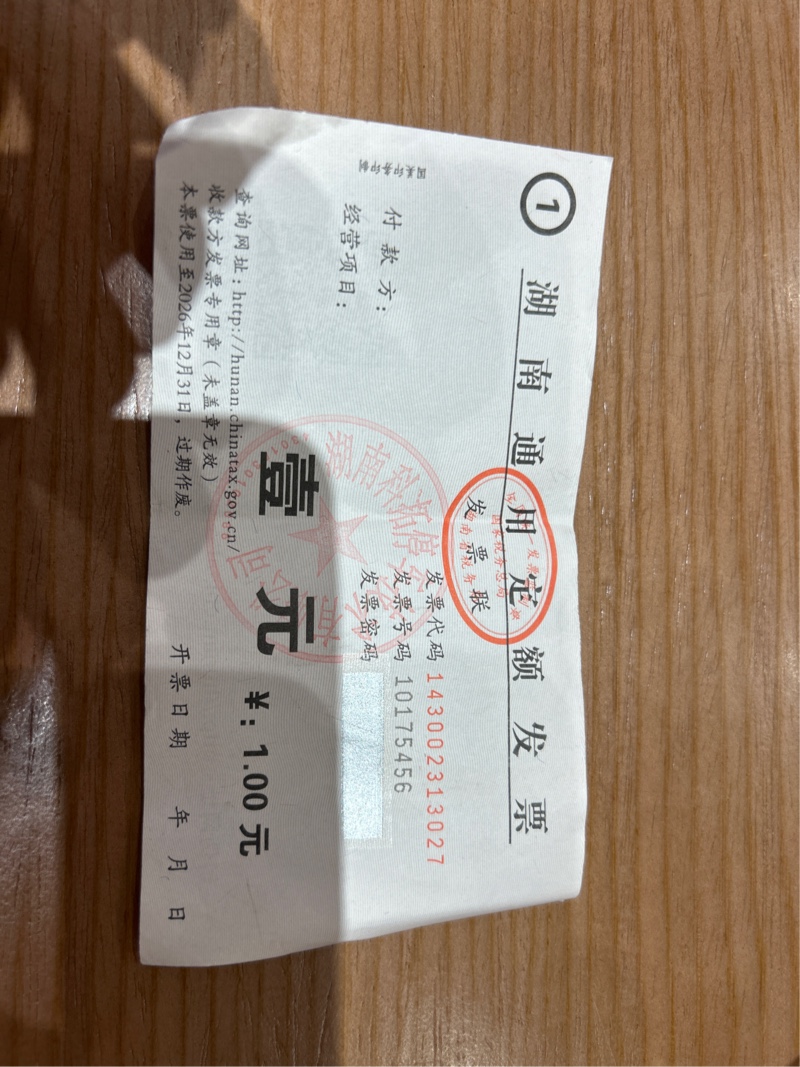 ①
湖南通用定额发票
发票联
发票代码 143002313027
发票号码 10175456
发票密码
付款方：
经营项目：
壹元
￥：1.00元
查询网址：http://hunan.chinatax.gov.cn/
收款方发票专用章（未盖章无效）
本票使用至2026年12月31日，过期作废。
开票日期 年 月 日